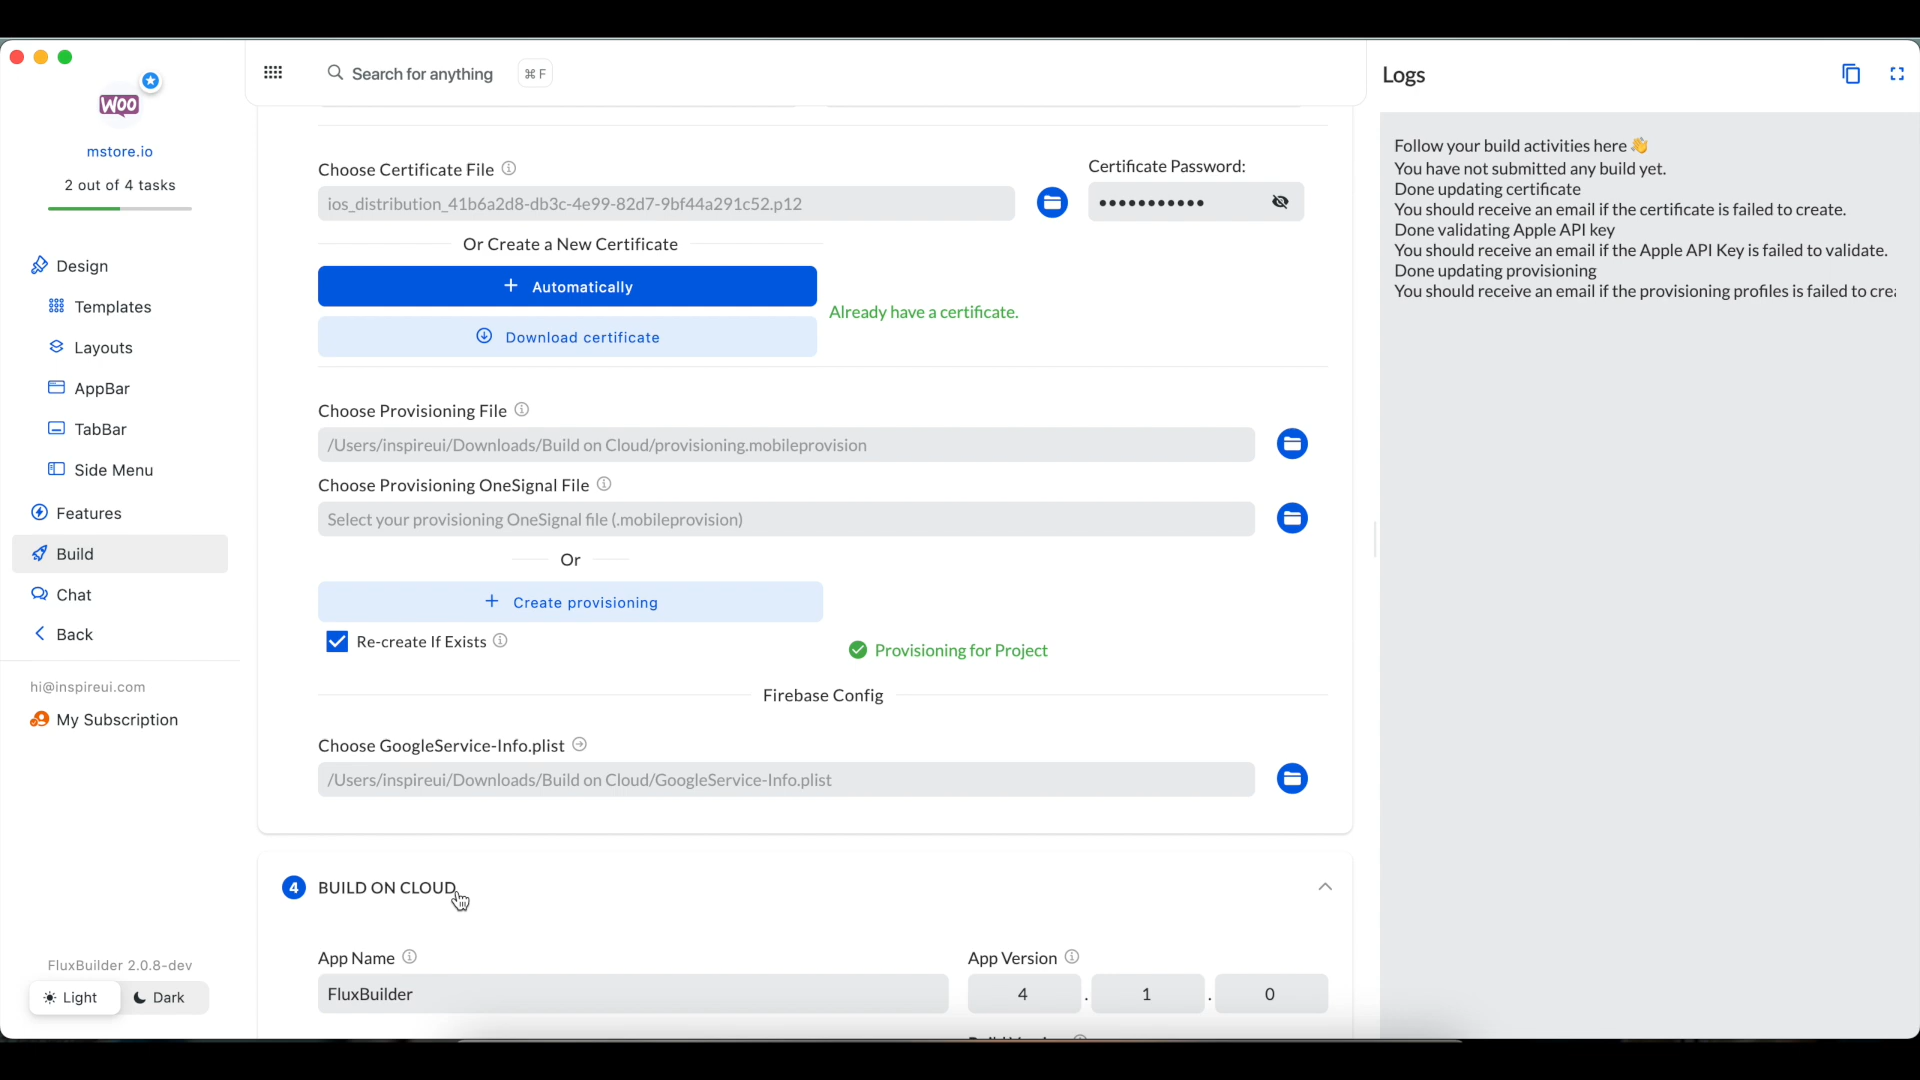 WOO
mstore.io
2 out of 4 tasks
Design
Templates
Layouts
AppBar
TabBar
Side Menu
Features
Build
Chat
Back
hi@inspireui.com
My Subscription
FluxBuilder 2.0.8-dev
Light
Dark
Search for anything
⌘ F
Choose Certificate File
Certificate Password:
ios_distribution_41b6a2d8-db3c-4e99-82d7-9bf44a291c52.p12
•••••••••••
Or Create a New Certificate
+ Automatically
Already have a certificate.
Download certificate
Choose Provisioning File
/Users/inspireui/Downloads/Build on Cloud/provisioning.mobileprovision
Choose Provisioning OneSignal File
Select your provisioning OneSignal file (.mobileprovision)
Or
+ Create provisioning
Re-create If Exists
Provisioning for Project
Firebase Config
Choose GoogleService-Info.plist
/Users/inspireui/Downloads/Build on Cloud/GoogleService-Info.plist
4 BUILD ON CLOUD
App Name
App Version
FluxBuilder
4 . 1 . 0
Logs
Follow your build activities here 👋
You have not submitted any build yet.
Done updating certificate
You should receive an email if the certificate is failed to create.
Done validating Apple API key
You should receive an email if the Apple API Key is failed to validate.
Done updating provisioning
You should receive an email if the provisioning profiles is failed to crea